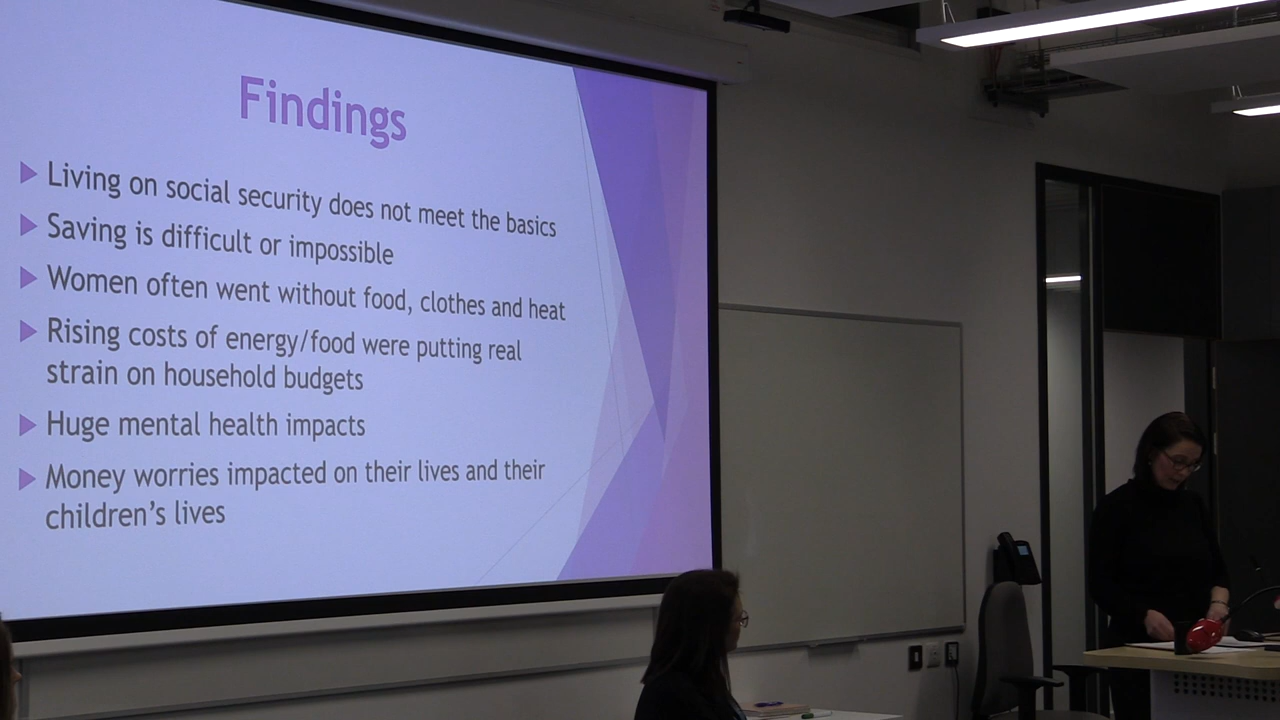 Findings
Living on social security does not meet the basics
Saving is difficult or impossible
Women often went without food, clothes and heat
Rising costs of energy/food were putting real
strain on household budgets
Huge mental health impacts
Money worries impacted on their lives and their
children’s lives